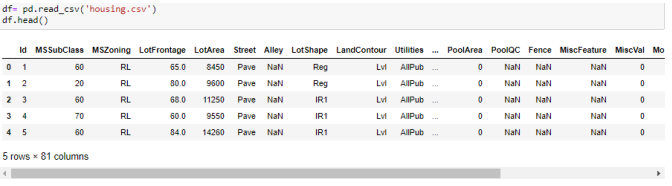 df= pd.read_csv('housing.csv')
df.head()
Id MSSubClass MSZoning LotFrontage LotArea Street Alley LotShape LandContour Utilities ... PoolArea PoolQC Fence MiscFeature MiscVal Mo
0 1 60 RL 65.0 8450 Pave NaN Reg Lvl AllPub ... 0 NaN NaN NaN 0
1 2 20 RL 80.0 9600 Pave NaN Reg Lvl AllPub ... 0 NaN NaN NaN 0
2 3 60 RL 68.0 11250 Pave NaN IR1 Lvl AllPub ... 0 NaN NaN NaN 0
3 4 70 RL 60.0 9550 Pave NaN IR1 Lvl AllPub ... 0 NaN NaN NaN 0
4 5 60 RL 84.0 14260 Pave NaN IR1 Lvl AllPub ... 0 NaN NaN NaN 0
5 rows × 81 columns